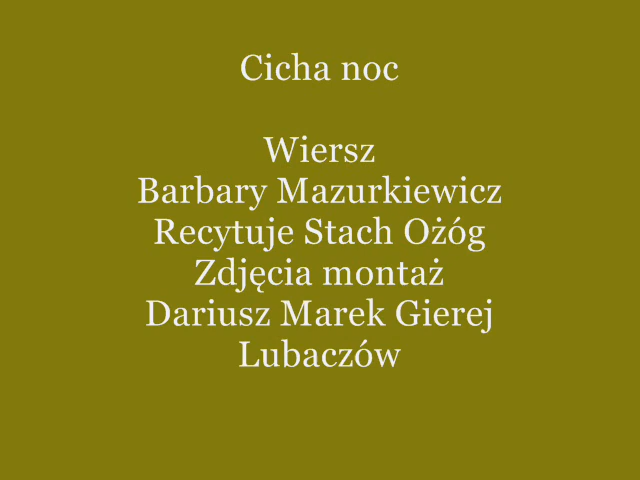 Cicha noc
Wiersz
Barbary Mazurkiewicz
Recytuje Stach Ożóg
Zdjęcia montaż
Dariusz Marek Gierej
Lubaczów